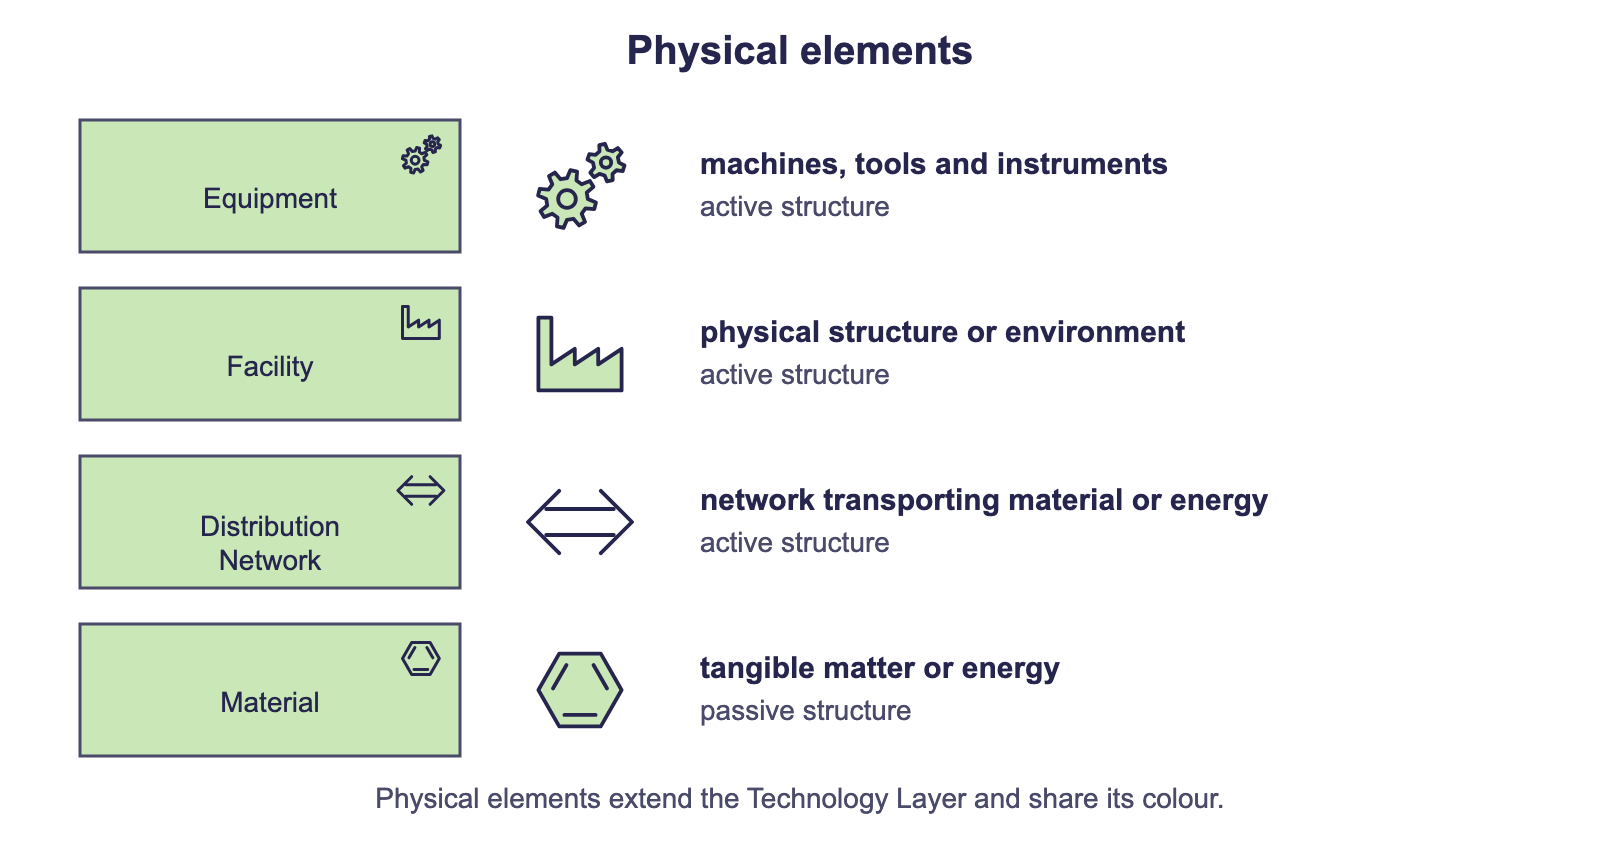 Physical elements
Equipment
machines, tools and instruments
active structure
Facility
physical structure or environment
active structure
Distribution
Network
network transporting material or energy
active structure
Material
tangible matter or energy
passive structure
Physical elements extend the Technology Layer and share its colour.